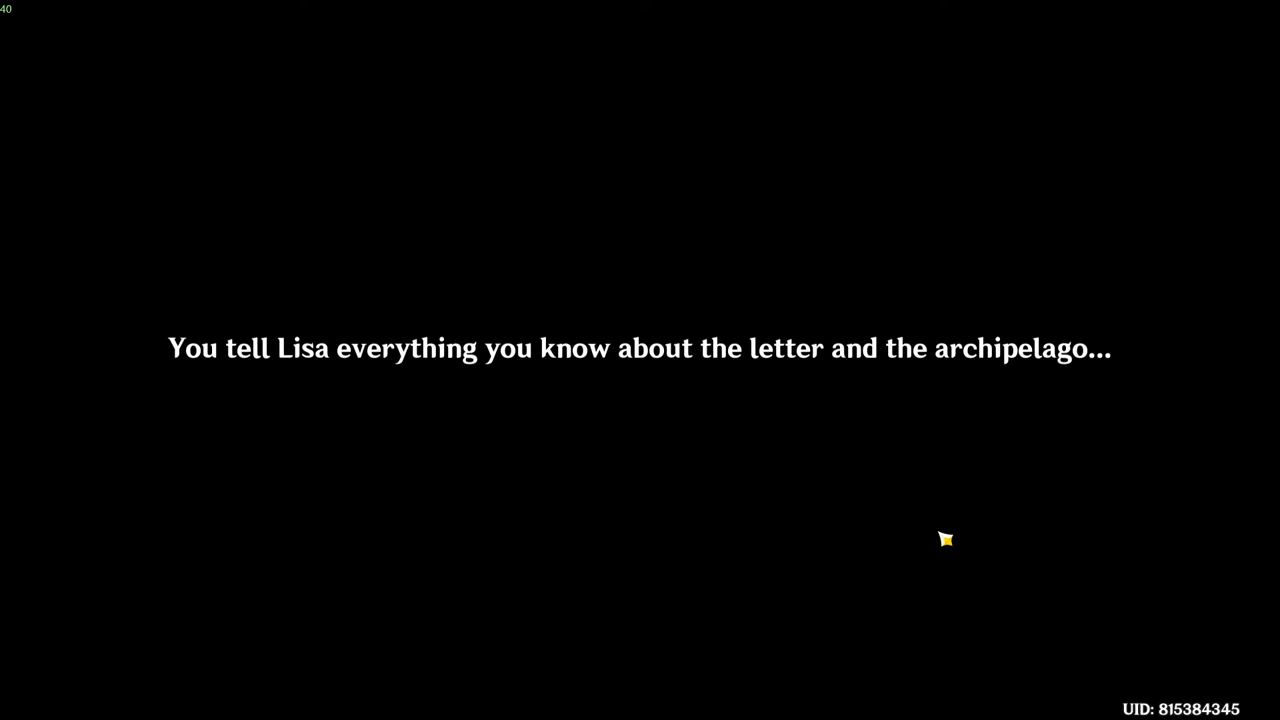 40
You tell Lisa everything you know about the letter and the archipelago...
UID: 815384345